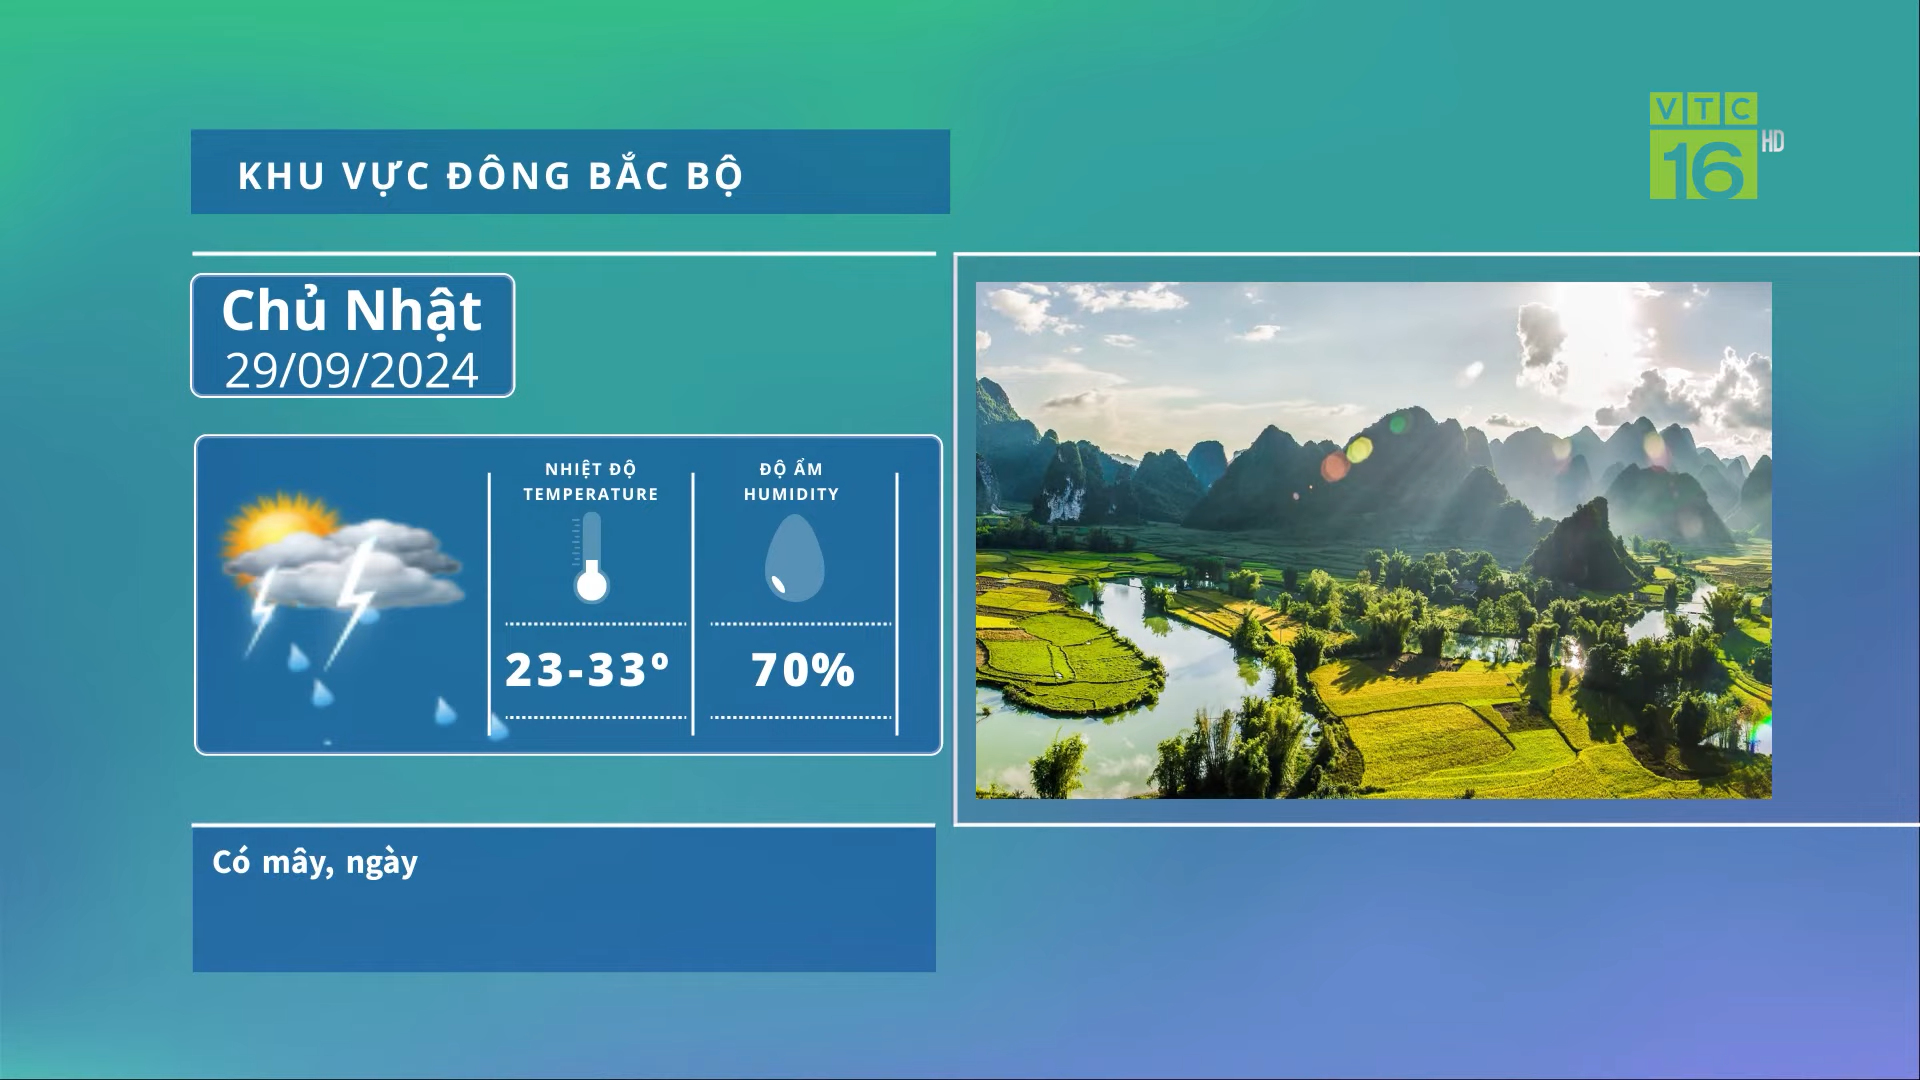 VTC
16 HD
KHU VỰC ĐÔNG BẮC BỘ
Chủ Nhật
29/09/2024
NHIỆT ĐỘ
TEMPERATURE
23-33º
ĐỘ ẨM
HUMIDITY
70%
Có mây, ngày